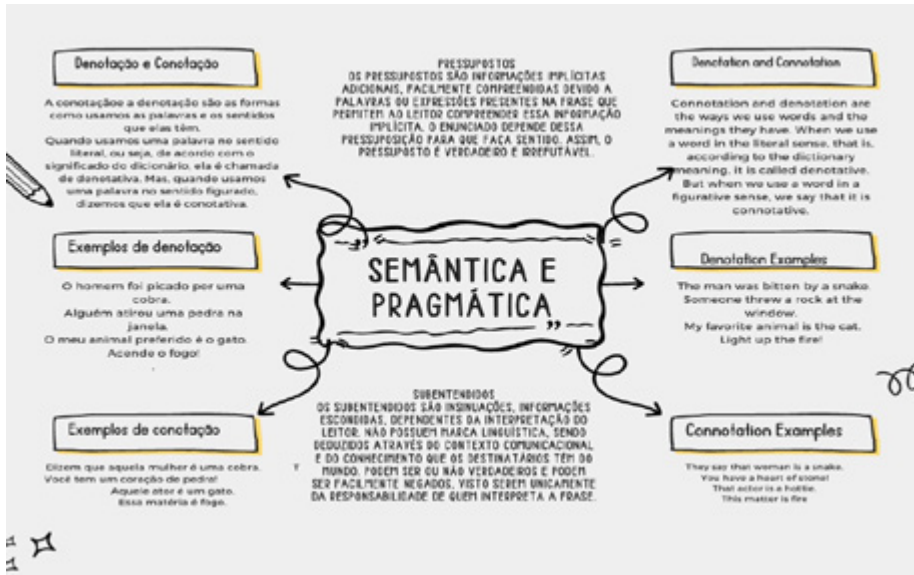 Denotação e Conotação
A conotaçãoe a denotação são as formas
como usamos as palavras e os sentidos
que elas têm.
Quando usamos uma palavra no sentido
literal, ou seja, de acordo com o
significado do dicionário, ela é chamada
de denotativa. Mas, quando usamos
uma palavra no sentido figurado,
dizemos que ela é conotativa.
Exemplos de denotação
O homem foi picado por uma
cobra.
Alguém atirou uma pedra na
janela.
O meu animal preferido é o gato.
Acende o fogo!
Exemplos de conotação
Dizem que aquela mulher é uma cobra.
Você tem um coração de pedra!
Aquele ator é um gato.
Essa matéria é fogo.
PRESSUPOSTOS
OS PRESSUPOSTOS SÃO INFORMAÇÕES IMPLÍCITAS
ADICIONAIS, FACILMENTE COMPREENDIDAS DEVIDO A
PALAVRAS OU EXPRESSÕES PRESENTES NA FRASE QUE
PERMITEM AO LEITOR COMPREENDER ESSA INFORMAÇÃO
IMPLÍCITA. O ENUNCIADO DEPENDE DESSA
PRESSUPOSIÇÃO PARA QUE FAÇA SENTIDO. ASSIM, O
PRESSUPOSTO É VERDADEIRO E IRREFUTÁVEL.
SEMÂNTICA E
PRAGMÁTICA
SUBENTENDIDOS
OS SUBENTENDIDOS SÃO INSINUAÇÕES, INFORMAÇÕES
ESCONDIDAS, DEPENDENTES DA INTERPRETAÇÃO DO
LEITOR. NÃO POSSUEM MARCA LINGUÍSTICA, SENDO
DEDUZIDOS ATRAVÉS DO CONTEXTO COMUNICACIONAL
E DO CONHECIMENTO QUE OS DESTINATÁRIOS TÊM DO
MUNDO. PODEM SER OU NÃO VERDADEIROS E PODEM
SER FACILMENTE NEGADOS, VISTO SEREM UNICAMENTE
DA RESPONSABILIDADE DE QUEM INTERPRETA A FRASE.
Denotation and Connotation
Connotation and denotation are
the ways we use words and the
meanings they have. When we use
a word in the literal sense, that is,
according to the dictionary
meaning, it is called denotative.
But when we use a word in a
figurative sense, we say that it is
connotative.
Denotation Examples
The man was bitten by a snake.
Someone threw a rock at the
window.
My favorite animal is the cat.
Light up the fire!
Connotation Examples
They say that woman is a snake.
You have a heart of stone!
That actor is a hottie.
This matter is fire